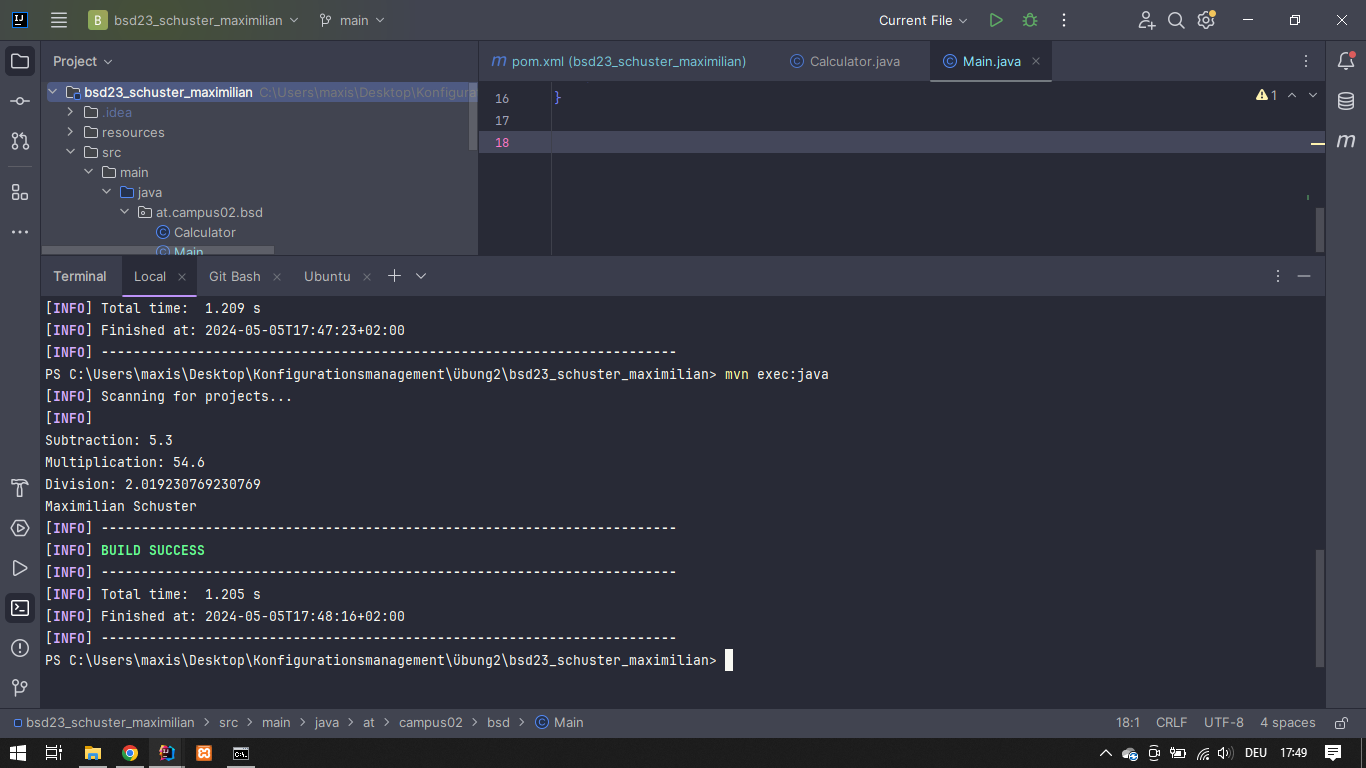 B bsd23_schuster_maximilian main Current File
Project
pom.xml (bsd23_schuster_maximilian) Calculator.java Main.java
bsd23_schuster_maximilian C:\Users\maxis\Desktop\Konfigura
.idea
resources
src
main
java
at.campus02.bsd
Calculator
Main
16 }
17
18
1
Terminal Local Git Bash Ubuntu
[INFO] Total time:  1.209 s
[INFO] Finished at: 2024-05-05T17:47:23+02:00
[INFO] ------------------------------------------------------------------------
PS C:\Users\maxis\Desktop\Konfigurationsmanagement\übung2\bsd23_schuster_maximilian> mvn exec:java
[INFO] Scanning for projects...
[INFO]
Subtraction: 5.3
Multiplication: 54.6
Division: 2.019230769230769
Maximilian Schuster
[INFO] ------------------------------------------------------------------------
[INFO] BUILD SUCCESS
[INFO] ------------------------------------------------------------------------
[INFO] Total time:  1.205 s
[INFO] Finished at: 2024-05-05T17:48:16+02:00
[INFO] ------------------------------------------------------------------------
PS C:\Users\maxis\Desktop\Konfigurationsmanagement\übung2\bsd23_schuster_maximilian>
bsd23_schuster_maximilian > src > main > java > at > campus02 > bsd > Main 18:1 CRLF UTF-8 4 spaces
DEU 17:49